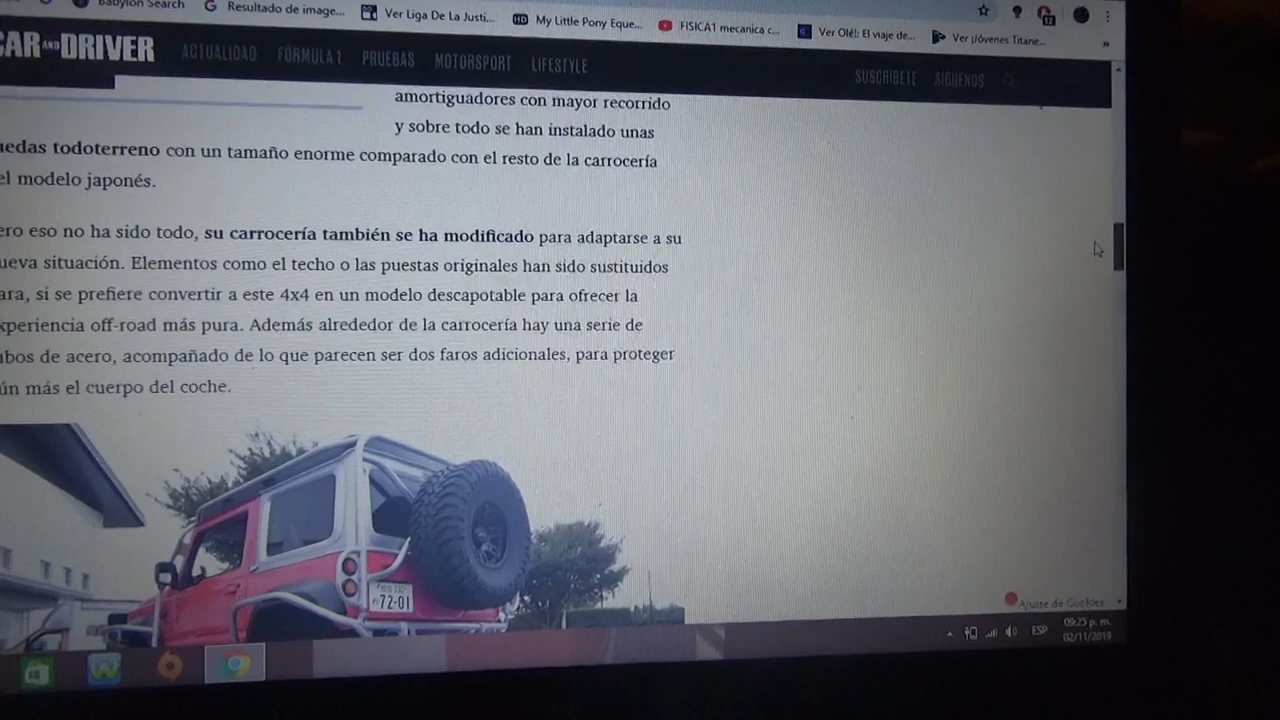 Babylon Search
Resultado de image...
Ver Liga De La Justi...
My Little Pony Eque...
FISICA1 mecanica c...
Ver Olé!: El viaje de...
Ver ¡Jóvenes Titane...
»
12
CAR AND DRIVER
ACTUALIDAD FÓRMULA 1 PRUEBAS MOTORSPORT LIFESTYLE
SUSCRÍBETE SÍGUENOS
amortiguadores con mayor recorrido
y sobre todo se han instalado unas
uedas todoterreno con un tamaño enorme comparado con el resto de la carrocería
el modelo japonés.
ero eso no ha sido todo, su carrocería también se ha modificado para adaptarse a su
ueva situación. Elementos como el techo o las puestas originales han sido sustituidos
ara, si se prefiere convertir a este 4x4 en un modelo descapotable para ofrecer la
xperiencia off-road más pura. Además alrededor de la carrocería hay una serie de
ubos de acero, acompañado de lo que parecen ser dos faros adicionales, para proteger
ún más el cuerpo del coche.
72-01
Ajuste de Cookies
ESP
09:25 p. m.
02/11/2019